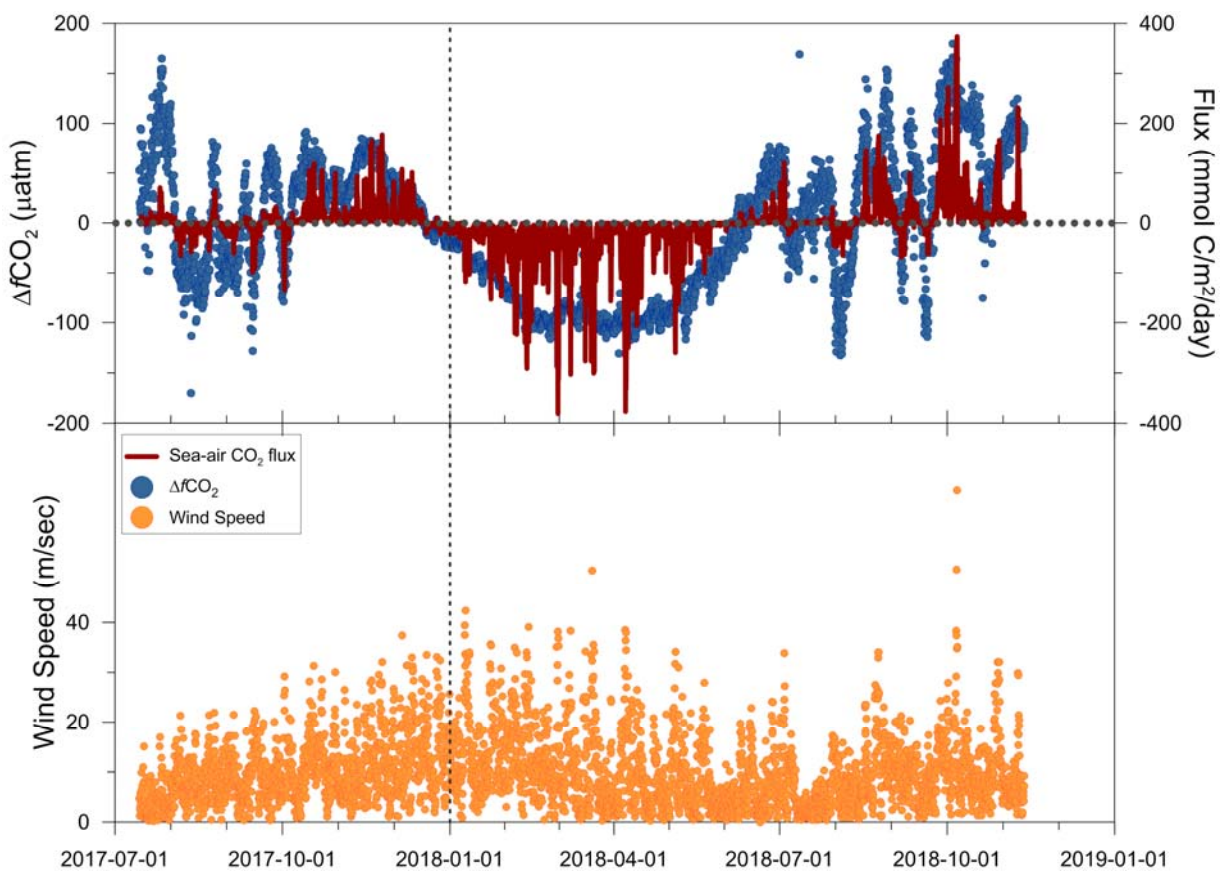 200
100
0
-100
-200
ΔfCO₂ (µatm)
400
200
0
-200
-400
Flux (mmol C/m²/day)
Sea-air CO₂ flux
ΔfCO₂
Wind Speed
40
20
0
Wind Speed (m/sec)
2017-07-01 2017-10-01 2018-01-01 2018-04-01 2018-07-01 2018-10-01 2019-01-01